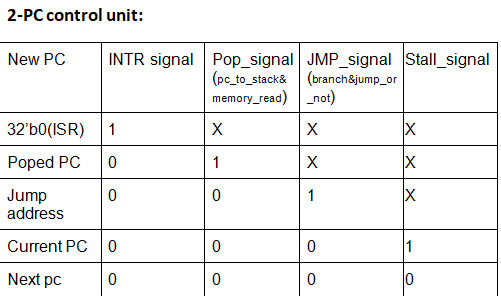 2-PC control unit:
New PC INTR signal Pop_signal JMP_signal Stall_signal
(pc_to_stack& (branch&jump_or
memory_read) _not)
32'b0(ISR) 1 X X X
Poped PC 0 1 X X
Jump 0 0 1 X
address
Current PC 0 0 0 1
Next pc 0 0 0 0